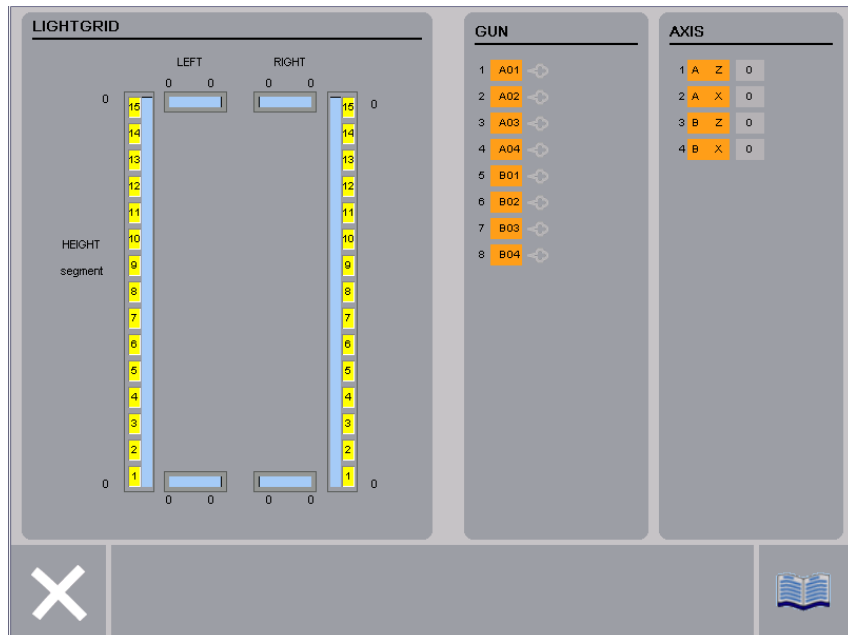 LIGHTGRID
LEFT RIGHT
0 0 0 0
0 15 15 0
14 14
13 13
12 12
11 11
HEIGHT 10 10
segment 9 9
8 8
7 7
6 6
5 5
4 4
3 3
2 2
0 1 1 0
0 0 0 0
GUN
1 A01
2 A02
3 A03
4 A04
5 B01
6 B02
7 B03
8 B04
AXIS
1 A Z 0
2 A X 0
3 B Z 0
4 B X 0